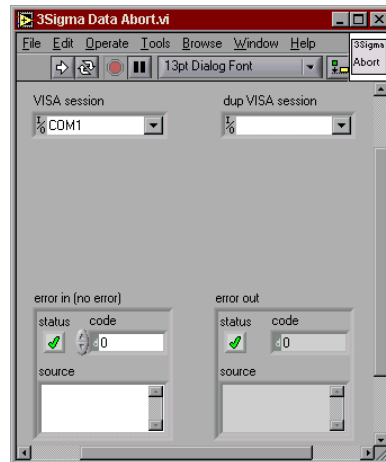 3Sigma Data Abort.vi
File Edit Operate Tools Browse Window Help
3Sigma
Abort
13pt Dialog Font
VISA session
dup VISA session
I/O COM1
I/O
error in (no error)
error out
status code
status code
d 0
d 0
source
source